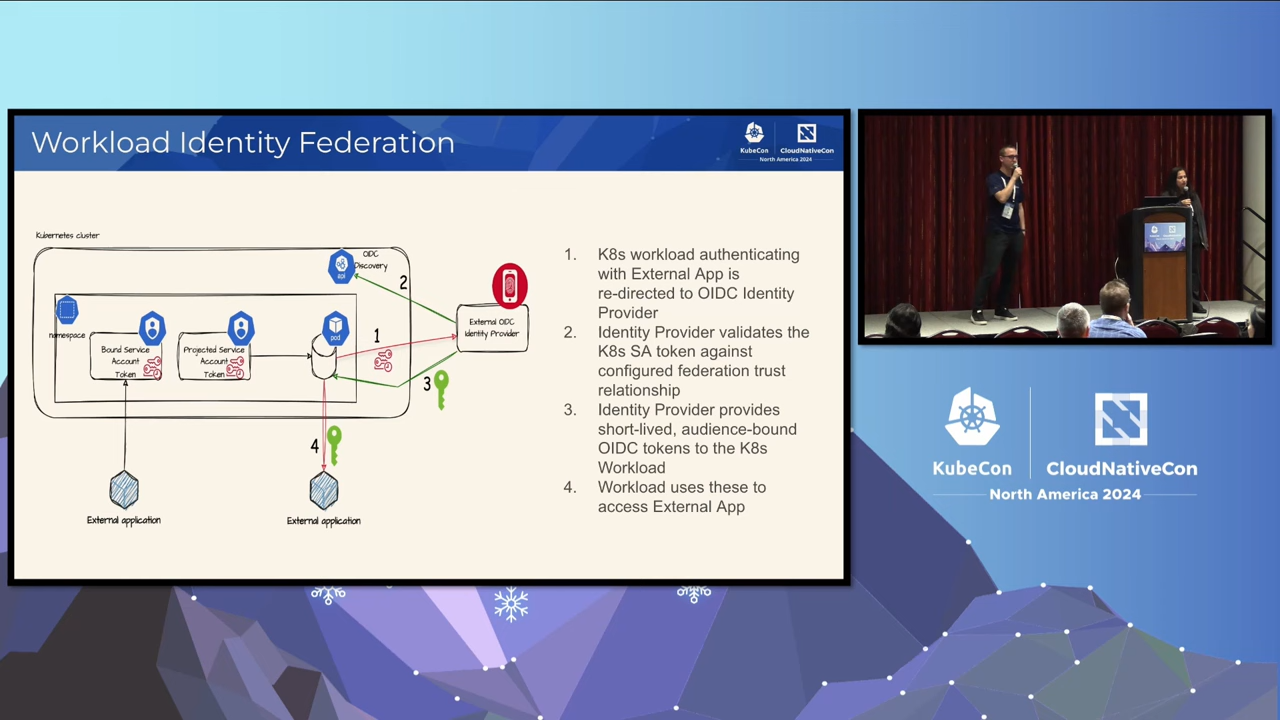 Workload Identity Federation
KubeCon
CloudNativeCon
North America 2024
Kubernetes cluster
OIDC
Discovery
api
2
namespace
pod
1
External OIDC
Identity Provider
Bound Service
Account
Token
Projected Service
Account
Token
3
4
External application
External application
1. K8s workload authenticating
with External App is
re-directed to OIDC Identity
Provider
2. Identity Provider validates the
K8s SA token against
configured federation trust
relationship
3. Identity Provider provides
short-lived, audience-bound
OIDC tokens to the K8s
Workload
4. Workload uses these to
access External App
KubeCon
CloudNativeCon
North America 2024